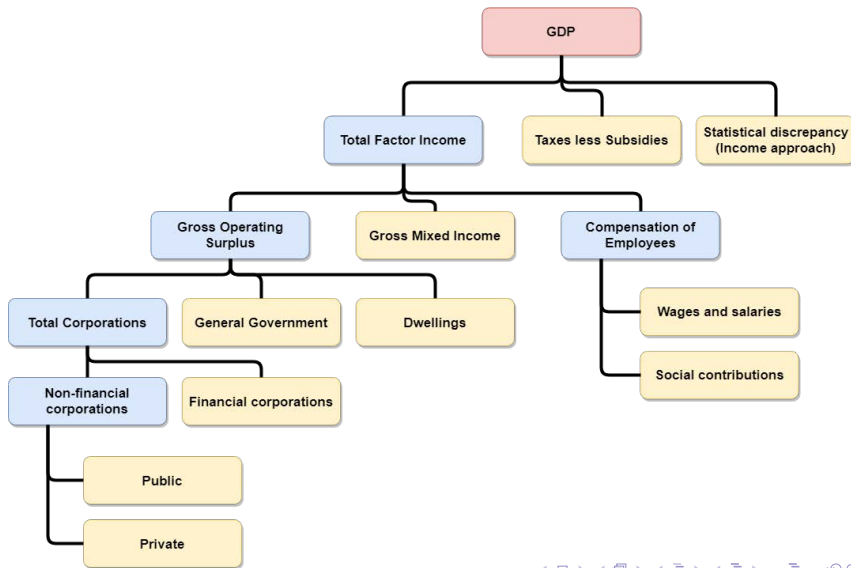 GDP
Total Factor Income
Taxes less Subsidies
Statistical discrepancy
(Income approach)
Gross Operating
Surplus
Gross Mixed Income
Compensation of
Employees
Total Corporations
General Government
Dwellings
Wages and salaries
Non-financial
corporations
Financial corporations
Social contributions
Public
Private